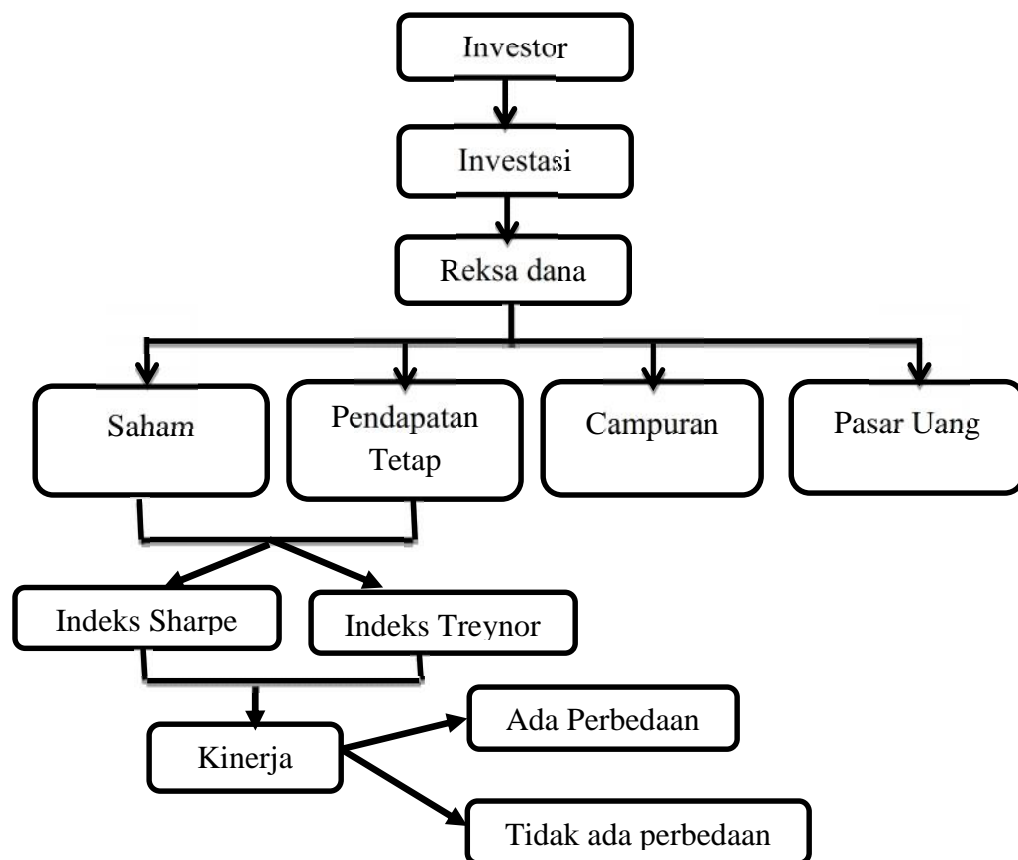 Investor
Investasi
Reksa dana
Saham
Pendapatan
Tetap
Campuran
Pasar Uang
Indeks Sharpe
Indeks Treynor
Kinerja
Ada Perbedaan
Tidak ada perbedaan